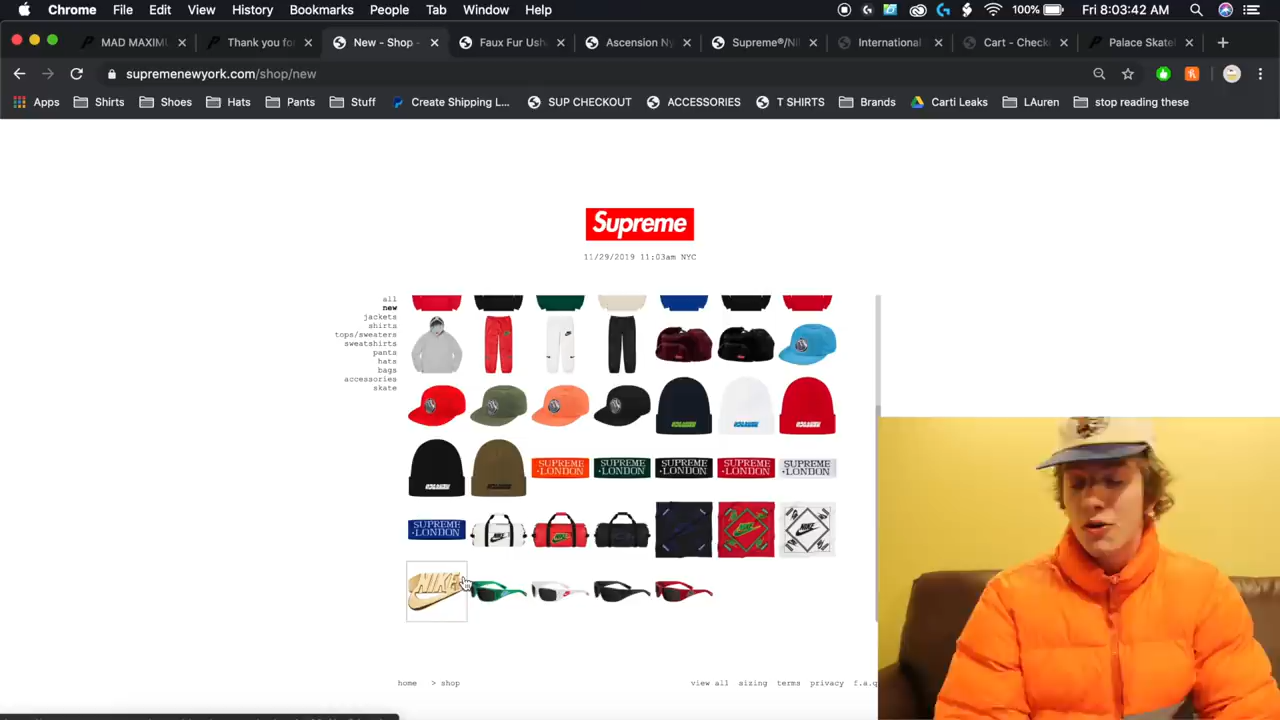 Chrome File Edit View History Bookmarks People Tab Window Help 100% Fri 8:03:42 AM
MAD MAXIMU Thank you fo New - Shop - Faux Fur Ush Ascension Ny Supreme®/NI International Cart - Check Palace Skatel
supremenewyork.com/shop/new
Apps Shirts Shoes Hats Pants Stuff Create Shipping L... SUP CHECKOUT ACCESSORIES T SHIRTS Brands Carti Leaks LAuren stop reading these
Supreme
11/29/2019 11:03am NYC
all
new
jackets
shirts
tops/sweaters
sweatshirts
pants
hats
bags
accessories
skate
SUPREME
LONDON
SUPREME
LONDON
SUPREME
LONDON
SUPREME
LONDON
SUPREME
LONDON
SUPREME
LONDON
NIKE
home > shop
view all sizing terms privacy f.a.q